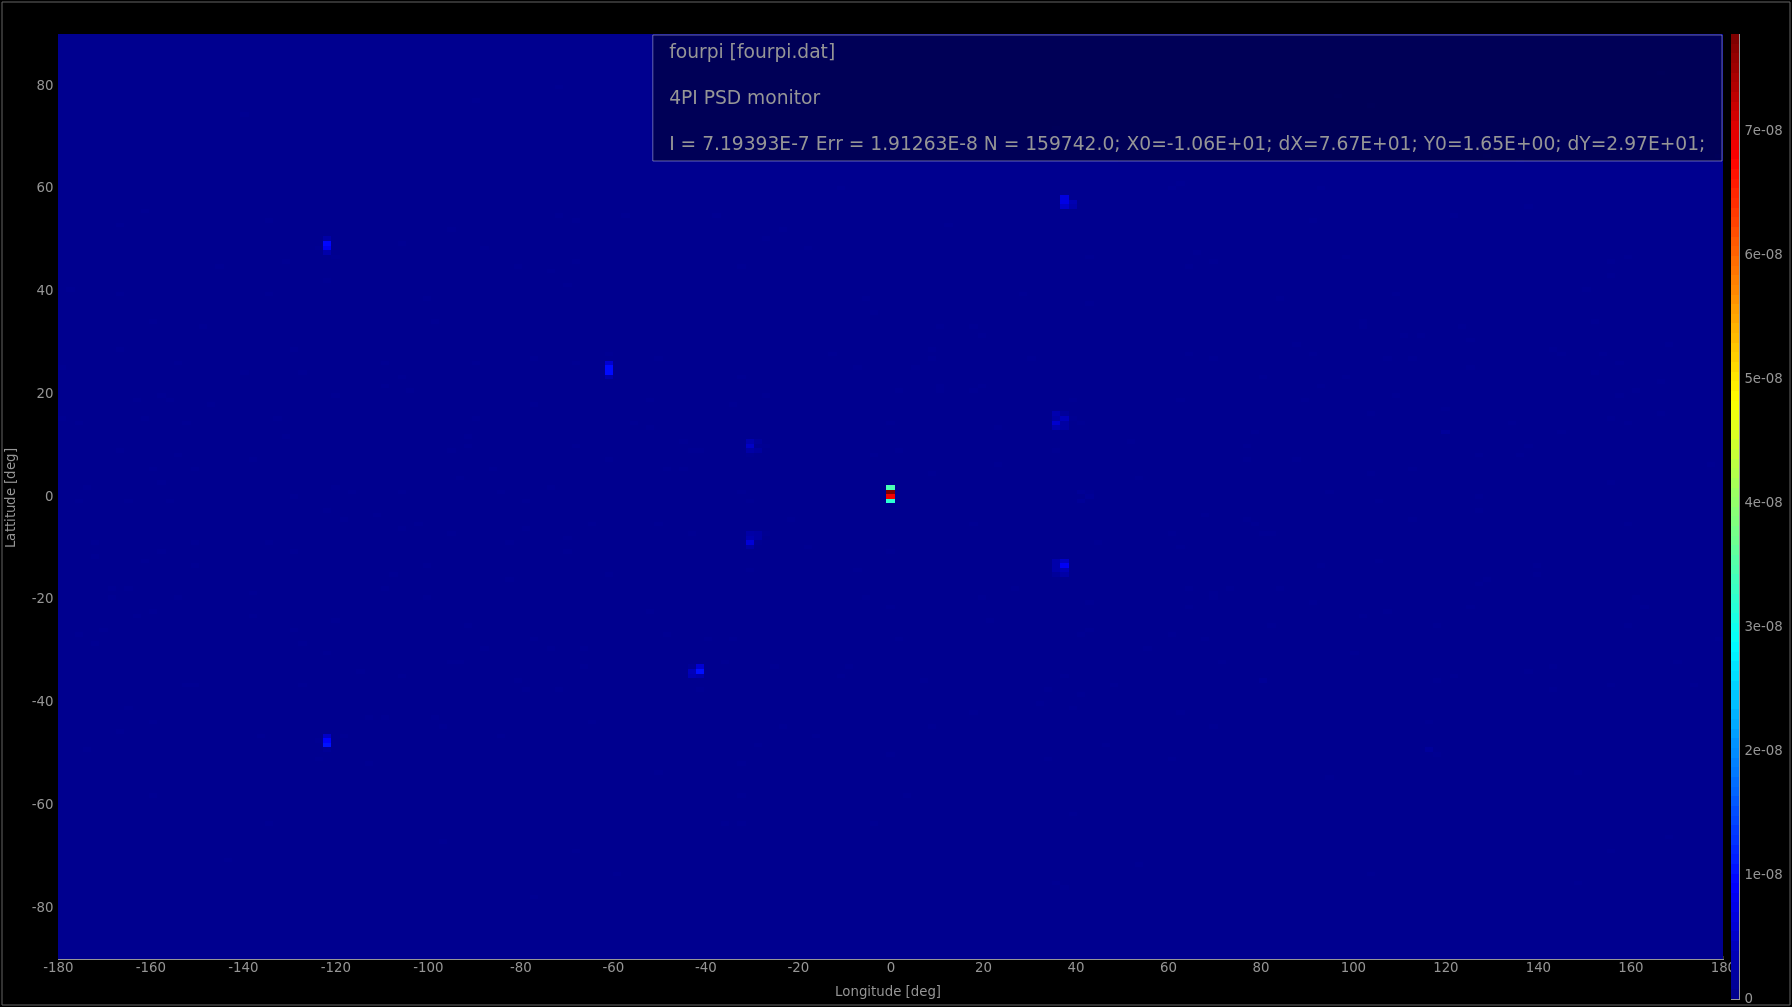 fourpi [fourpi.dat]
4PI PSD monitor
I = 7.19393E-7 Err = 1.91263E-8 N = 159742.0; X0=-1.06E+01; dX=7.67E+01; Y0=1.65E+00; dY=2.97E+01;
80
60
40
20
0
-20
-40
-60
-80
Lattitude [deg]
-180 -160 -140 -120 -100 -80 -60 -40 -20 0 20 40 60 80 100 120 140 160 180
Longitude [deg]
7e-08
6e-08
5e-08
4e-08
3e-08
2e-08
1e-08
0